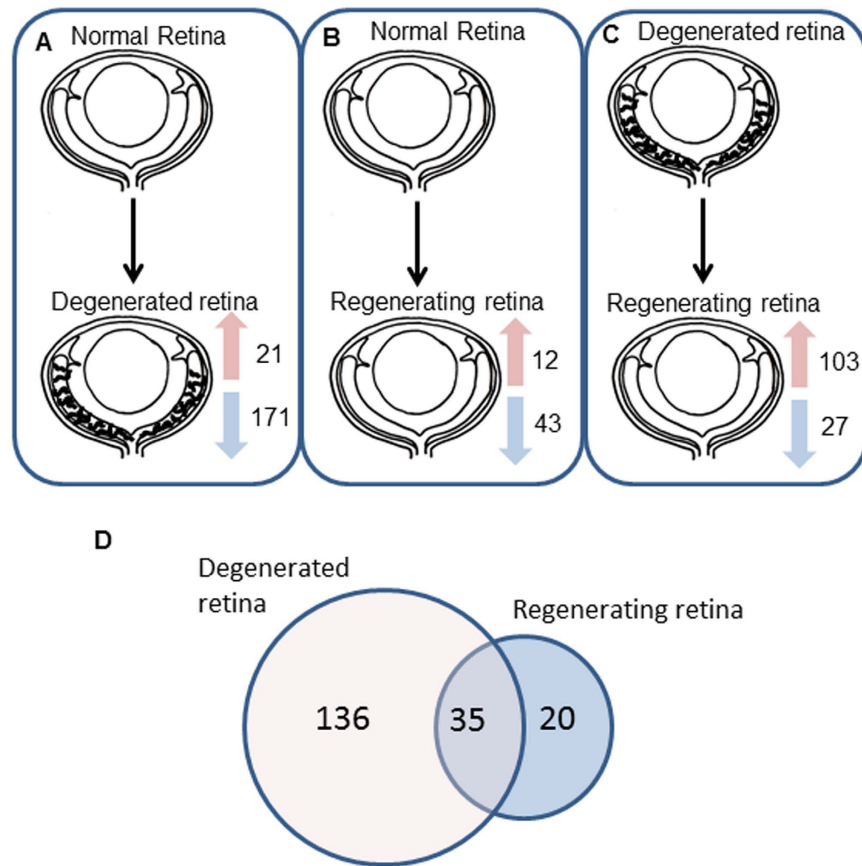 A Normal Retina
Degenerated retina
21
171
B Normal Retina
Regenerating retina
12
43
C Degenerated retina
Regenerating retina
103
27
D
Degenerated
retina
Regenerating retina
136 35 20